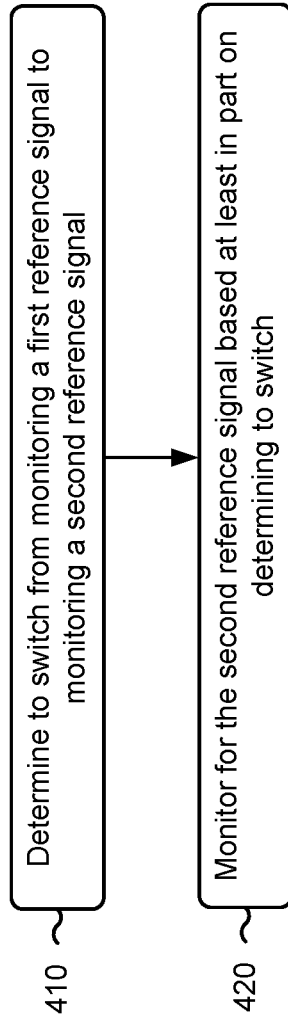 410
Determine to switch from monitoring a first reference signal to
monitoring a second reference signal
420
Monitor for the second reference signal based at least in part on
determining to switch